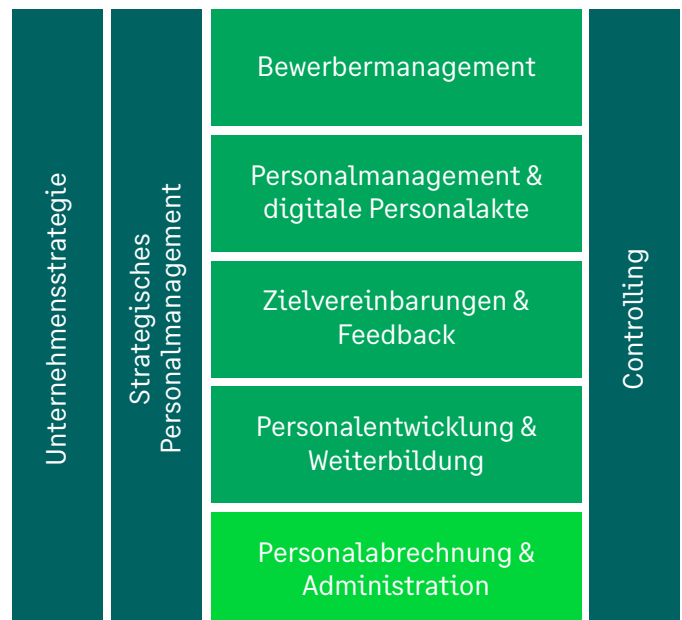 Unternehmensstrategie
Strategisches
Personalmanagement
Bewerbermanagement
Personalmanagement &
digitale Personalakte
Zielvereinbarungen &
Feedback
Personalentwicklung &
Weiterbildung
Personalabrechnung &
Administration
Controlling